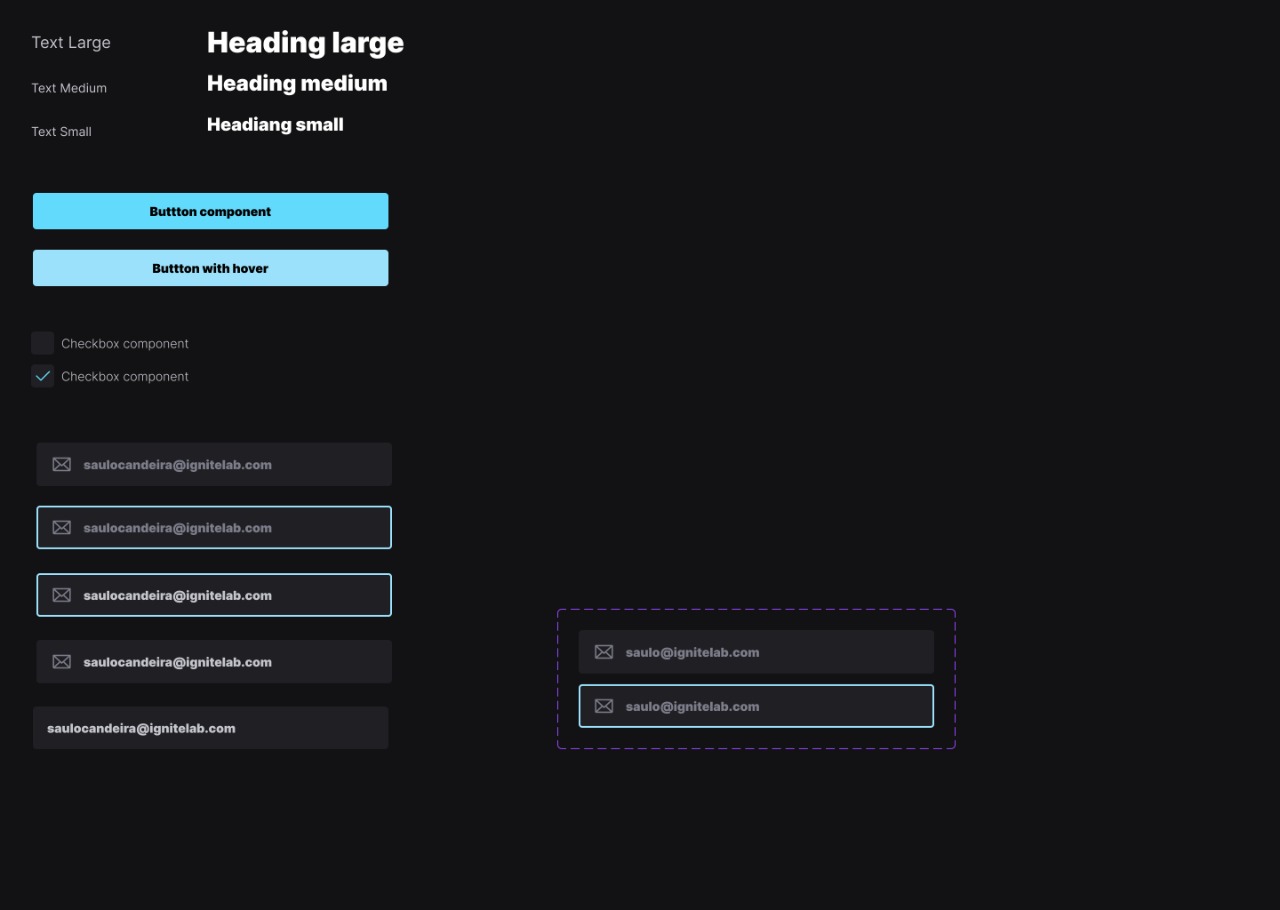 Text Large
Heading large
Text Medium
Heading medium
Text Small
Headiang small
Buttton component
Buttton with hover
Checkbox component
Checkbox component
saulocandeira@ignitelab.com
saulocandeira@ignitelab.com
saulocandeira@ignitelab.com
saulocandeira@ignitelab.com
saulocandeira@ignitelab.com
saulo@ignitelab.com
saulo@ignitelab.com